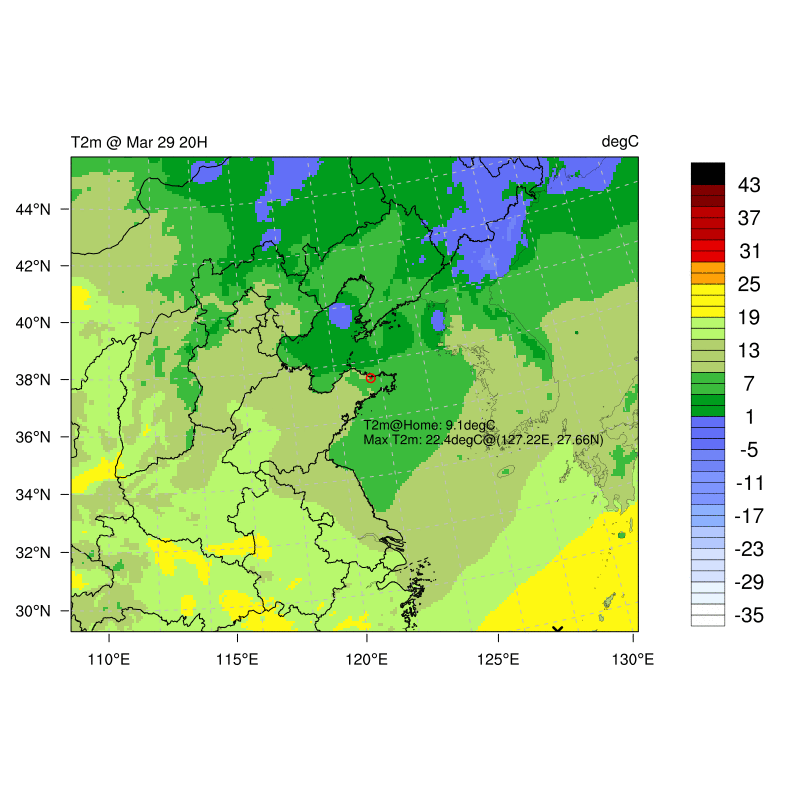 T2m @ Mar 29 20H
degC
44°N
42°N
40°N
38°N
36°N
34°N
32°N
30°N
T2m@Home: 9.1degC
Max T2m: 22.4degC@(127.22E, 27.66N)
110°E
115°E
120°E
125°E
130°E
43
37
31
25
19
13
7
1
-5
-11
-17
-23
-29
-35